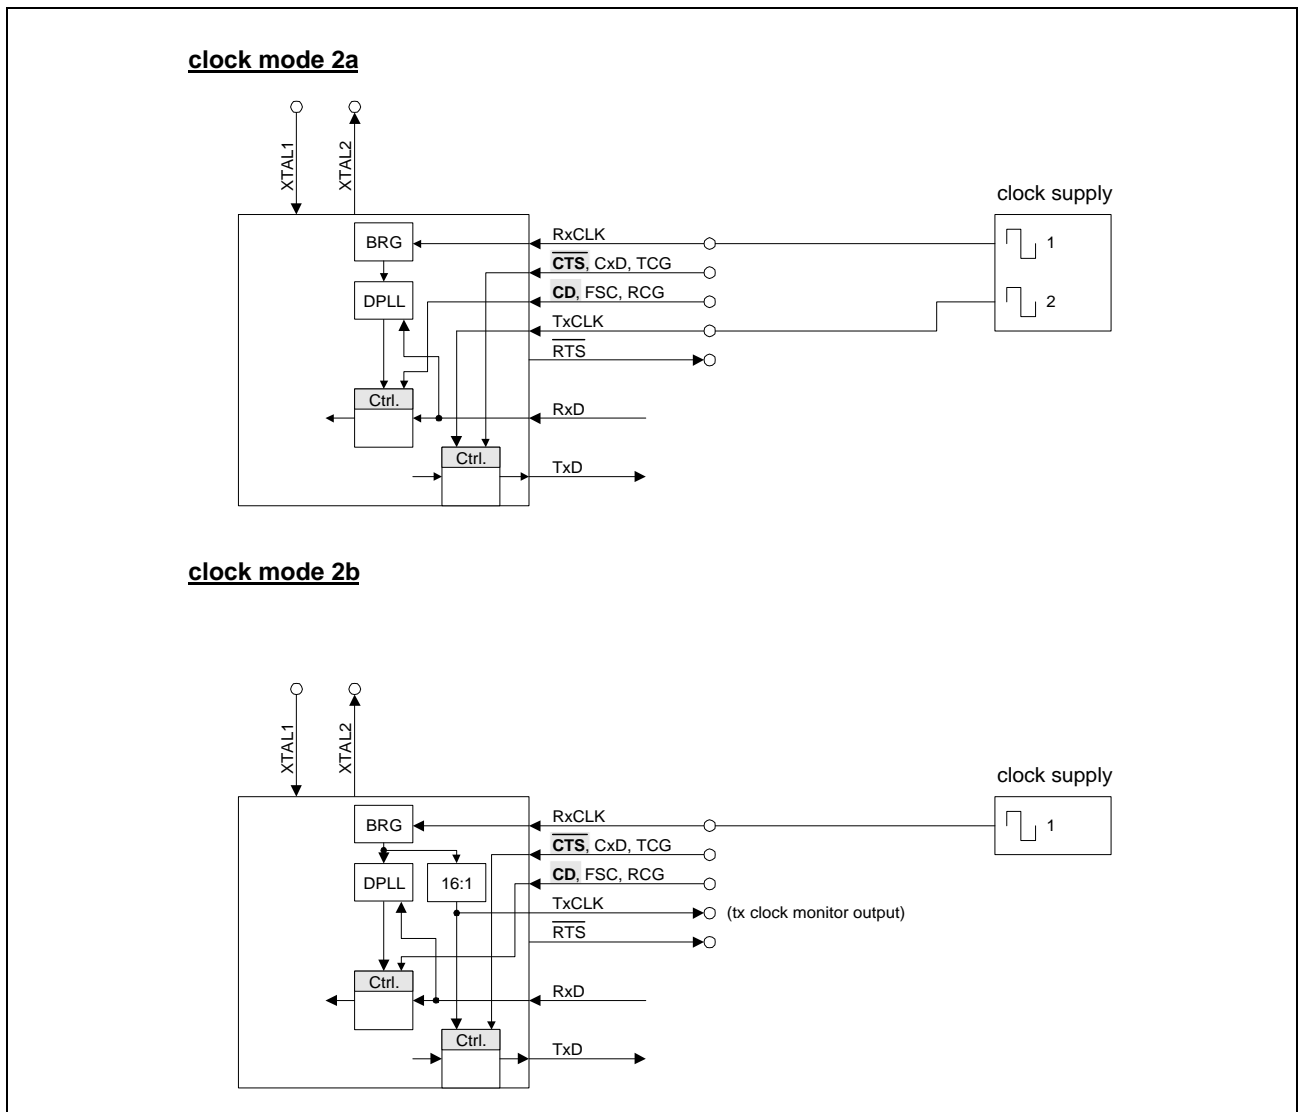 clock mode 2a
XTAL1
XTAL2
clock supply
BRG
RxCLK
1
CTS, CxD, TCG
DPLL
CD, FSC, RCG
2
TxCLK
RTS
Ctrl.
RxD
Ctrl.
TxD
clock mode 2b
XTAL1
XTAL2
clock supply
BRG
RxCLK
1
CTS, CxD, TCG
DPLL
16:1
CD, FSC, RCG
TxCLK
(tx clock monitor output)
RTS
Ctrl.
RxD
Ctrl.
TxD